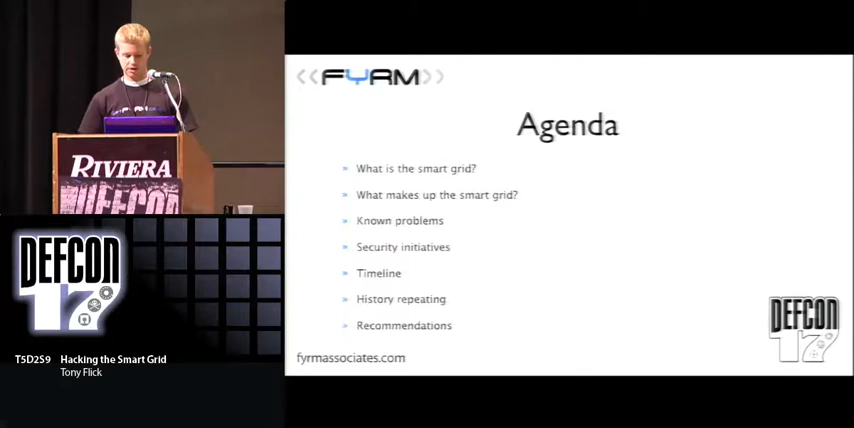 RIVIERA
DEFCON
DEFCON
17
T5D2S9 Hacking the Smart Grid
Tony Flick
FYRM
Agenda
» What is the smart grid?
» What makes up the smart grid?
» Known problems
» Security initiatives
» Timeline
» History repeating
» Recommendations
fyrmassociates.com
DEFCON
17